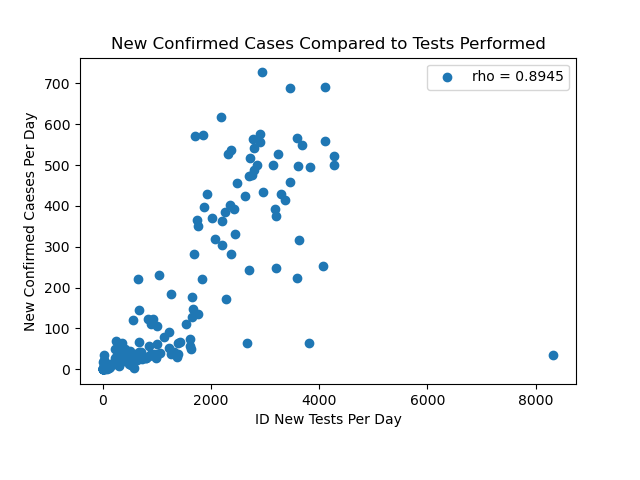 New Confirmed Cases Compared to Tests Performed
rho = 0.8945
New Confirmed Caeses Per Day
700
600
500
400
300
200
100
0
0 2000 4000 6000 8000
ID New Tests Per Day